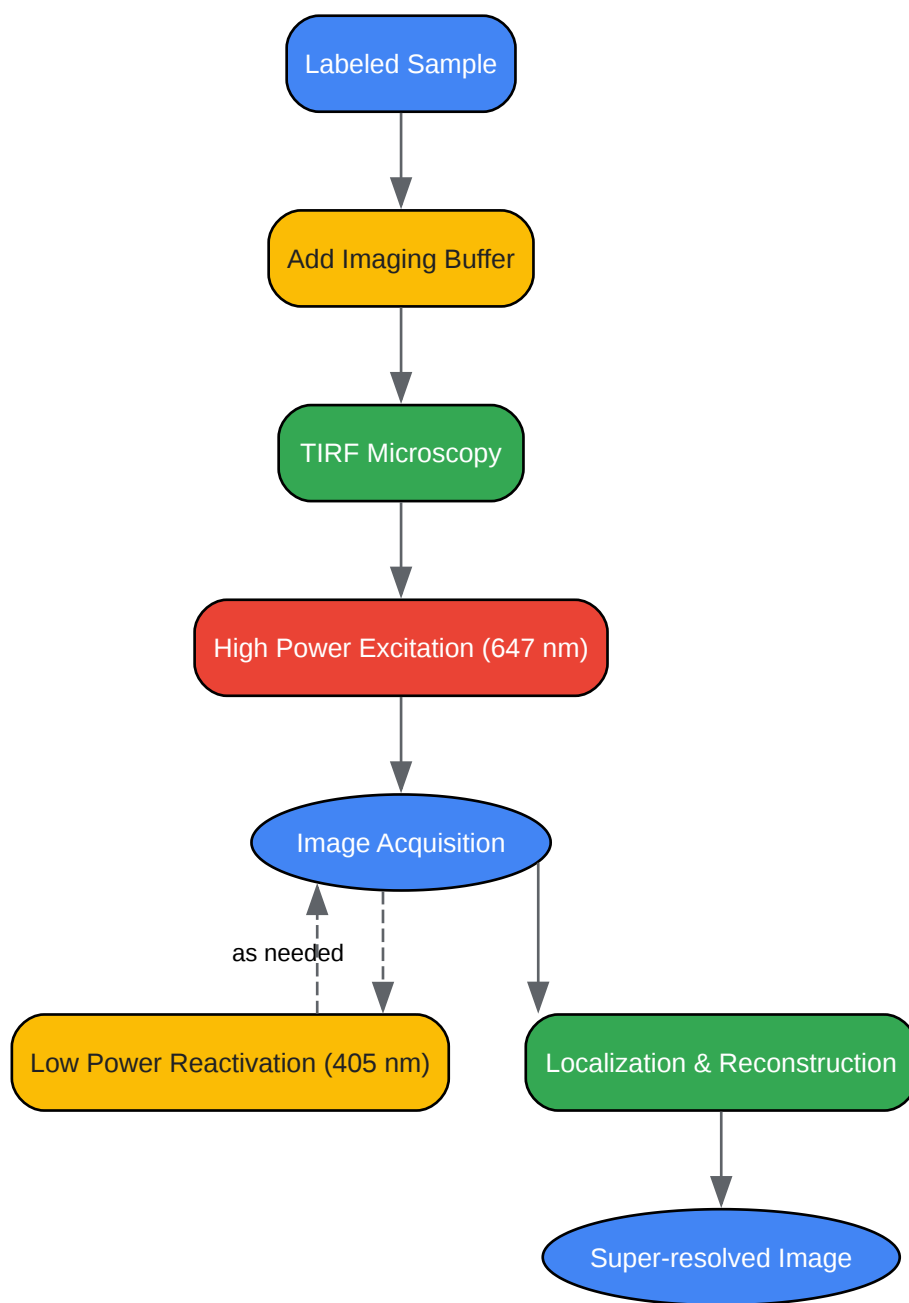 Labeled Sample
Add Imaging Buffer
TIRF Microscopy
High Power Excitation (647 nm)
Image Acquisition
as needed
Low Power Reactivation (405 nm)
Localization & Reconstruction
Super-resolved Image